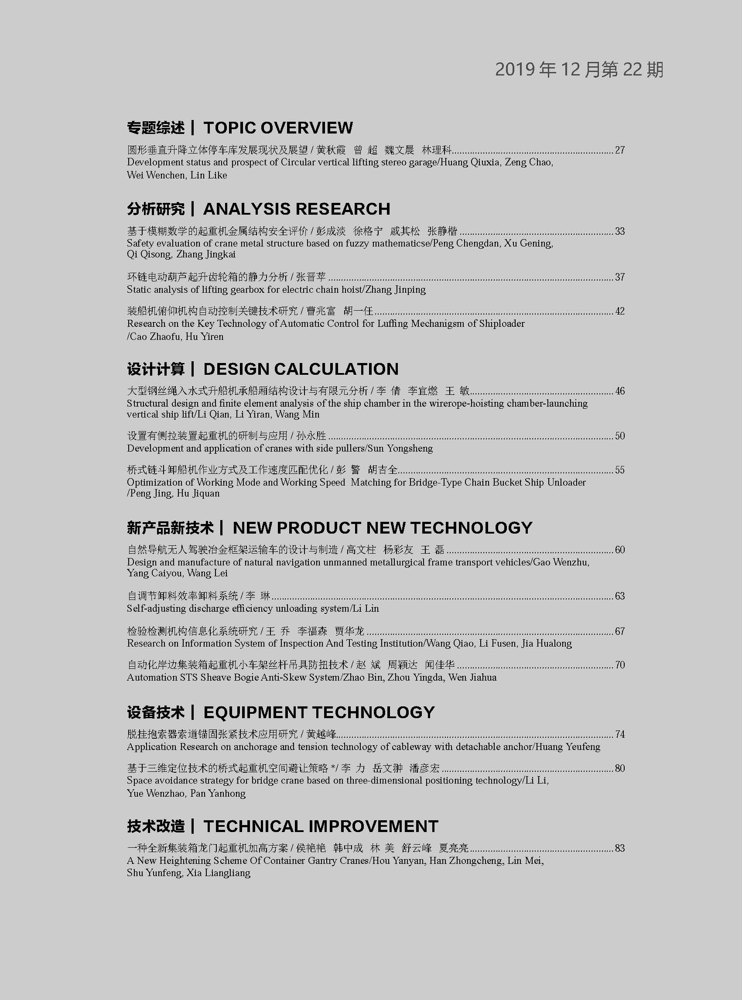 2019 年 12 月第 22 期
专题综述 | TOPIC OVERVIEW
圆形垂直升降立体停车库发展现状及展望 / 黄秋霞 曾 超 魏文晨 林理科..........27
Development status and prospect of Circular vertical lifting stereo garage/Huang Qiuxia, Zeng Chao,
Wei Wenchen, Lin Like
分析研究 | ANALYSIS RESEARCH
基于模糊数学的起重机金属结构安全评价 / 彭成淡 徐格宁 戚其松 张静楷..........33
Safety evaluation of crane metal structure based on fuzzy mathematicse/Peng Chengdan, Xu Gening,
Qi Qisong, Zhang Jingkai
环链电动葫芦起升齿轮箱的静力分析 / 张晋苹..........37
Static analysis of lifting gearbox for electric chain hoist/Zhang Jinping
装船机俯仰机构自动控制关键技术研究 / 曹兆富 胡一任..........42
Research on the Key Technology of Automatic Control for Luffing Mechanigsm of Shiploader
/Cao Zhaofu, Hu Yiren
设计计算 | DESIGN CALCULATION
大型钢丝绳入水式升船机承船厢结构设计与有限元分析 / 李 倩 李宜燃 王 敏..........46
Structural design and finite element analysis of the ship chamber in the wirerope-hoisting chamber-launching
vertical ship lift/Li Qian, Li Yiran, Wang Min
设置有侧拉装置起重机的研制与应用 / 孙永胜..........50
Development and application of cranes with side pullers/Sun Yongsheng
桥式链斗卸船机作业方式及工作速度匹配优化 / 彭 警 胡吉全..........55
Optimization of Working Mode and Working Speed Matching for Bridge-Type Chain Bucket Ship Unloader
/Peng Jing, Hu Jiquan
新产品新技术 | NEW PRODUCT NEW TECHNOLOGY
自然导航无人驾驶冶金框架运输车的设计与制造 / 高文柱 杨彩友 王 磊..........60
Design and manufacture of natural navigation unmanned metallurgical frame transport vehicles/Gao Wenzhu,
Yang Caiyou, Wang Lei
自调节卸料效率卸料系统 / 李 琳..........63
Self-adjusting discharge efficiency unloading system/Li Lin
检验检测机构信息化系统研究 / 王 乔 李福森 贾华龙..........67
Research on Information System of Inspection And Testing Institution/Wang Qiao, Li Fusen, Jia Hualong
自动化岸边集装箱起重机小车架丝杆吊具防扭技术 / 赵 斌 周颖达 闻佳华..........70
Automation STS Sheave Bogie Anti-Skew System/Zhao Bin, Zhou Yingda, Wen Jiahua
设备技术 | EQUIPMENT TECHNOLOGY
脱挂抱索器索道锚固张紧技术应用研究 / 黄越峰..........74
Application Research on anchorage and tension technology of cableway with detachable anchor/Huang Yeufeng
基于三维定位技术的桥式起重机空间避让策略 */ 李 力 岳文翀 潘彦宏..........80
Space avoidance strategy for bridge crane based on three-dimensional positioning technology/Li Li,
Yue Wenzhao, Pan Yanhong
技术改造 | TECHNICAL IMPROVEMENT
一种全新集装箱龙门起重机加高方案 / 侯艳艳 韩中成 林 美 舒云峰 夏亮亮..........83
A New Heightening Scheme Of Container Gantry Cranes/Hou Yanyan, Han Zhongcheng, Lin Mei,
Shu Yunfeng, Xia Liangliang